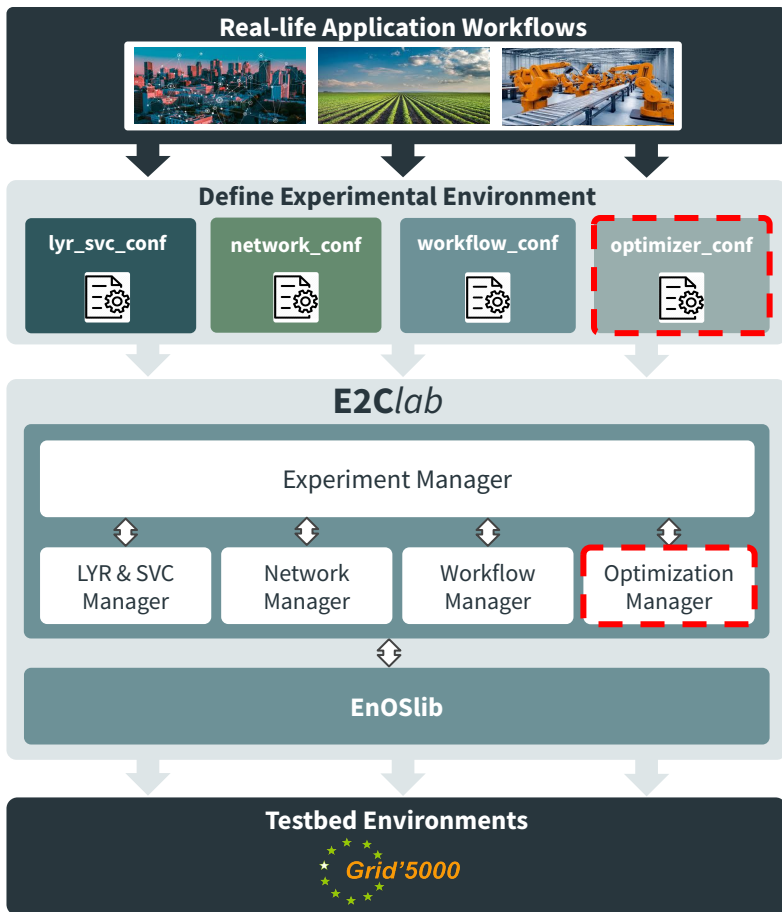 Real-life Application Workflows
Define Experimental Environment
lyr_svc_conf
network_conf
workflow_conf
optimizer_conf
E2Clab
Experiment Manager
LYR & SVC
Manager
Network
Manager
Workflow
Manager
Optimization
Manager
EnOSlib
Testbed Environments
Grid'5000